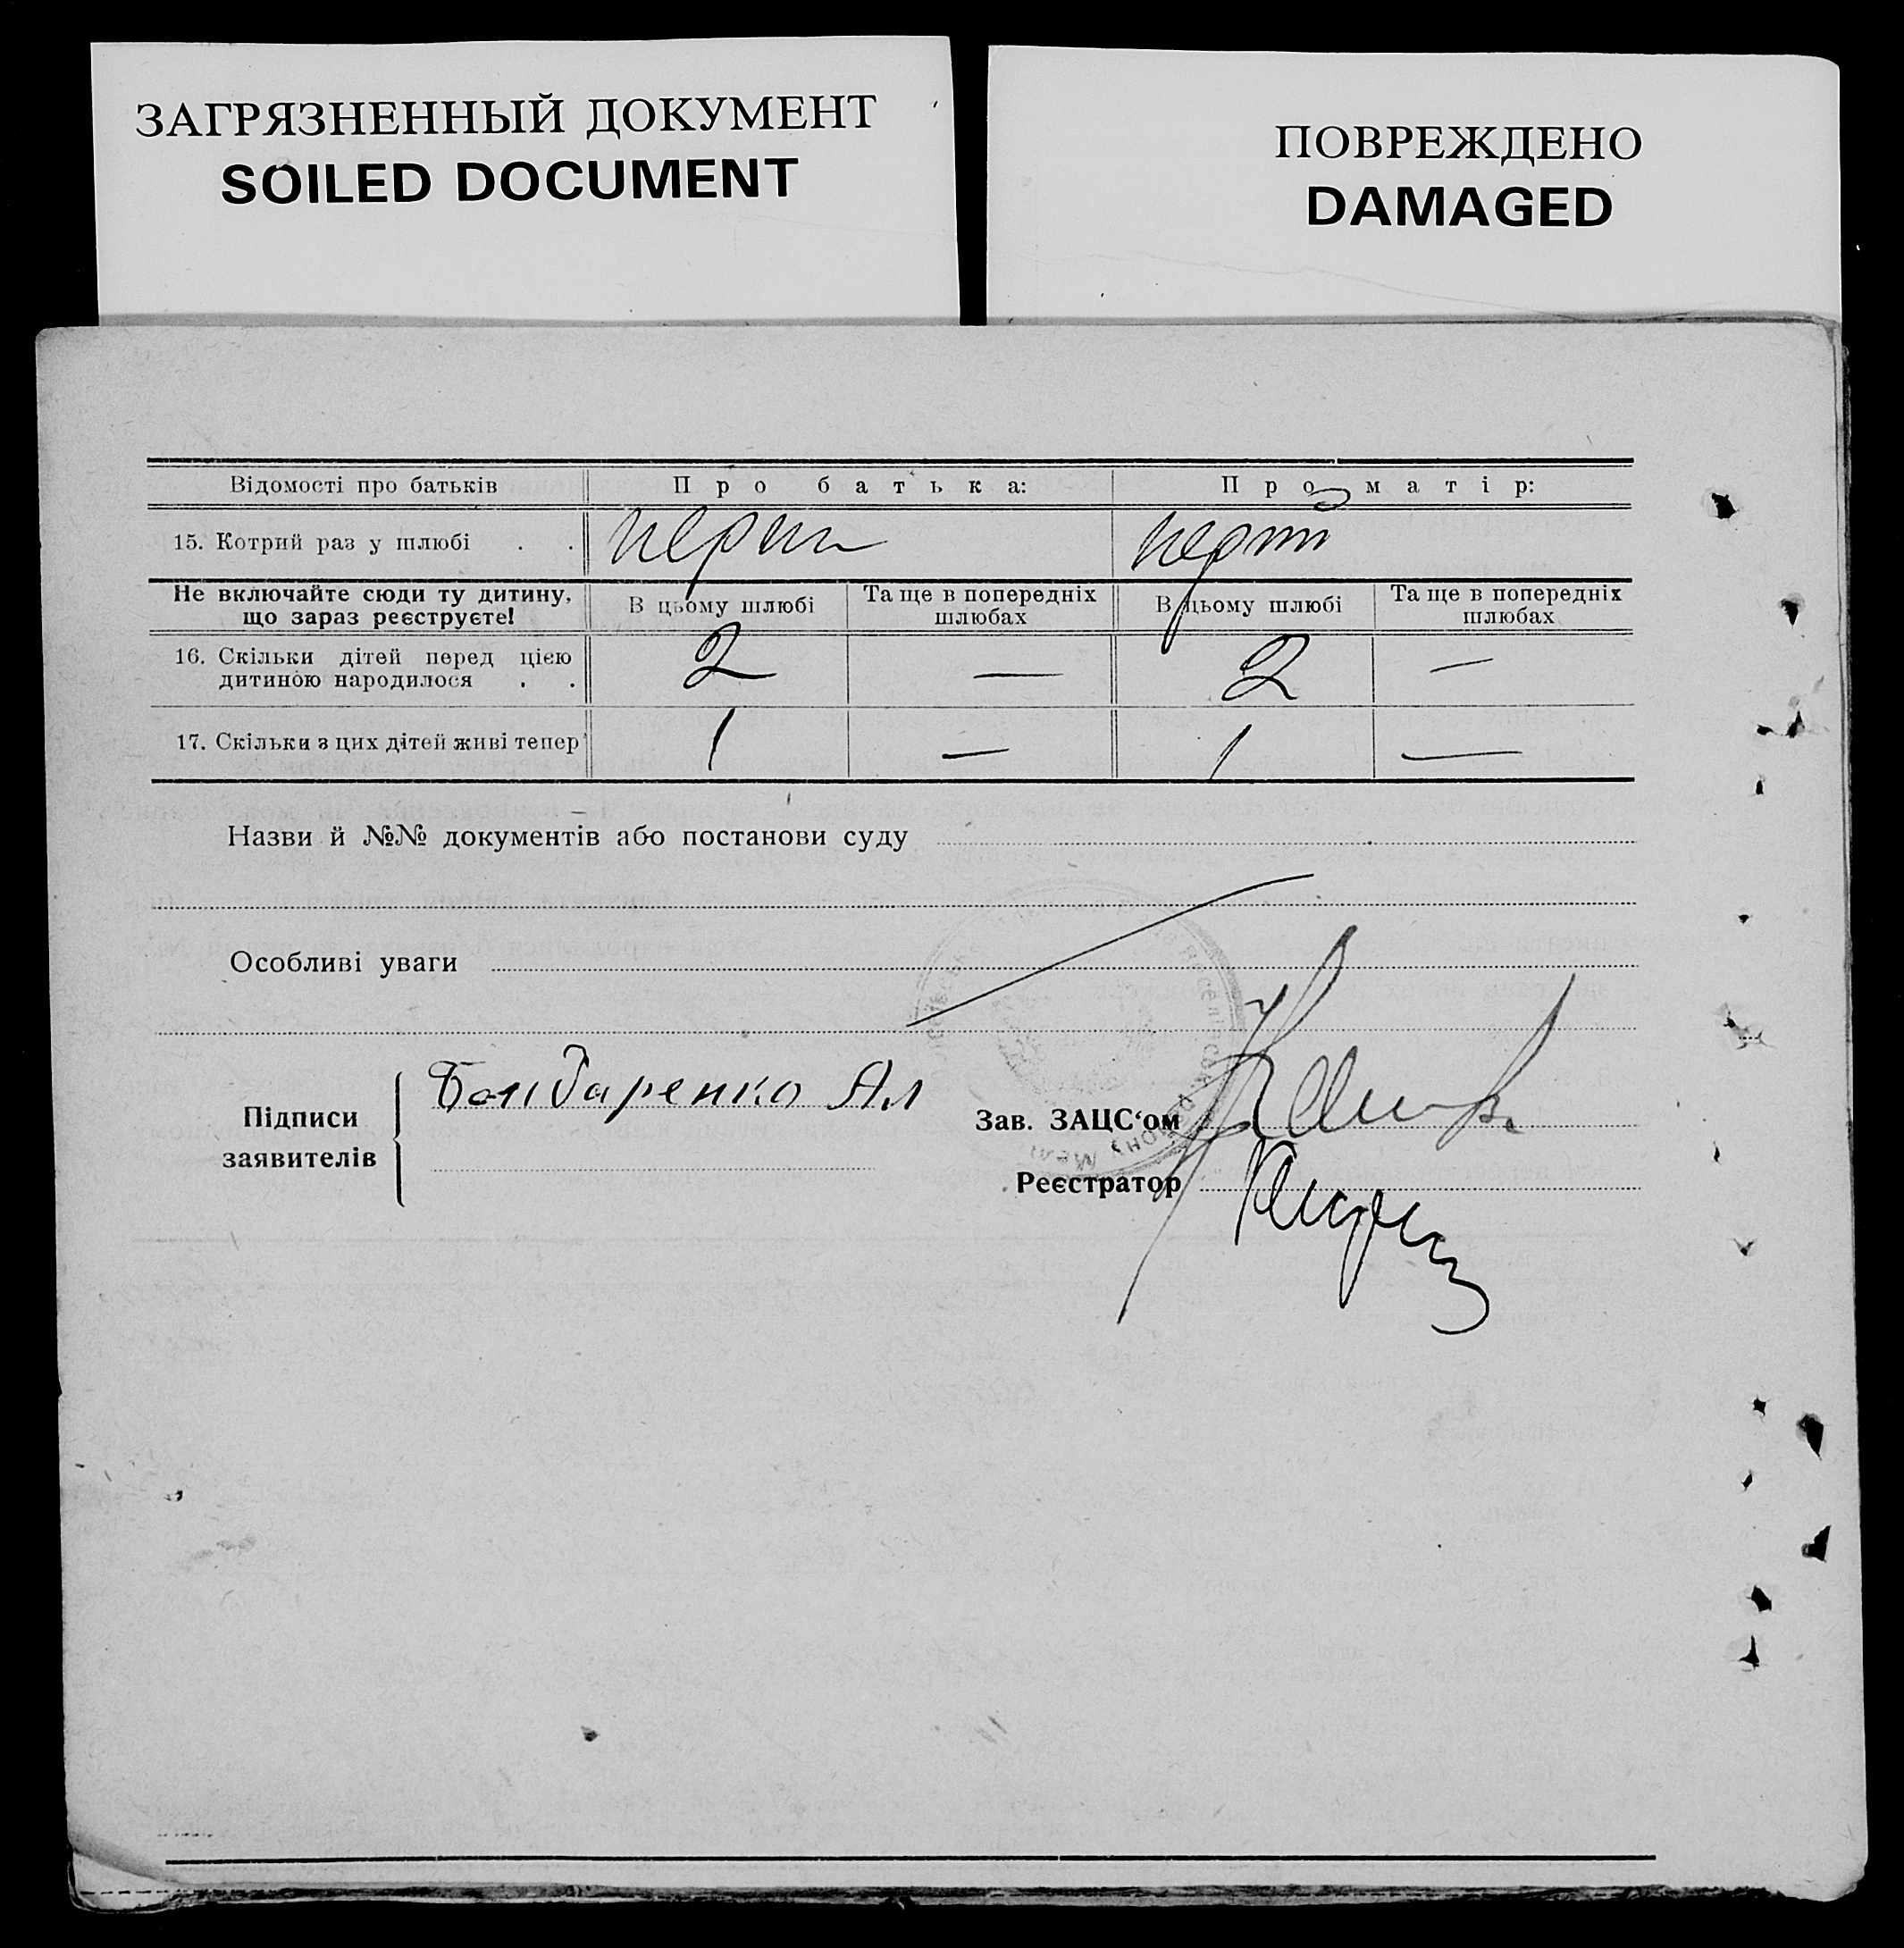 ЗАГРЯЗНЕННЫЙ ДОКУМЕНТ
SOILED DOCUMENT
ПОВРЕЖДЕНО
DAMAGED
Відомості про батьків Про батька: Про матір:
15. Котрий раз у шлюбі . . перши перший
Не включайте сюди ту дитину, що зараз реєструєте! В цьому шлюбі Та ще в попередніх шлюбах В цьому шлюбі Та ще в попередніх шлюбах
16. Скільки дітей перед цією
дитиною народилося . . 2 — 2 —
17. Скільки з цих дітей живі тепер 1 — 1 —
Назви й №№ документів або постанови суду
Особливі уваги
Підписи
заявителів
Бондаренко Ал
Зав. ЗАЦС‘ом
Реєстратор